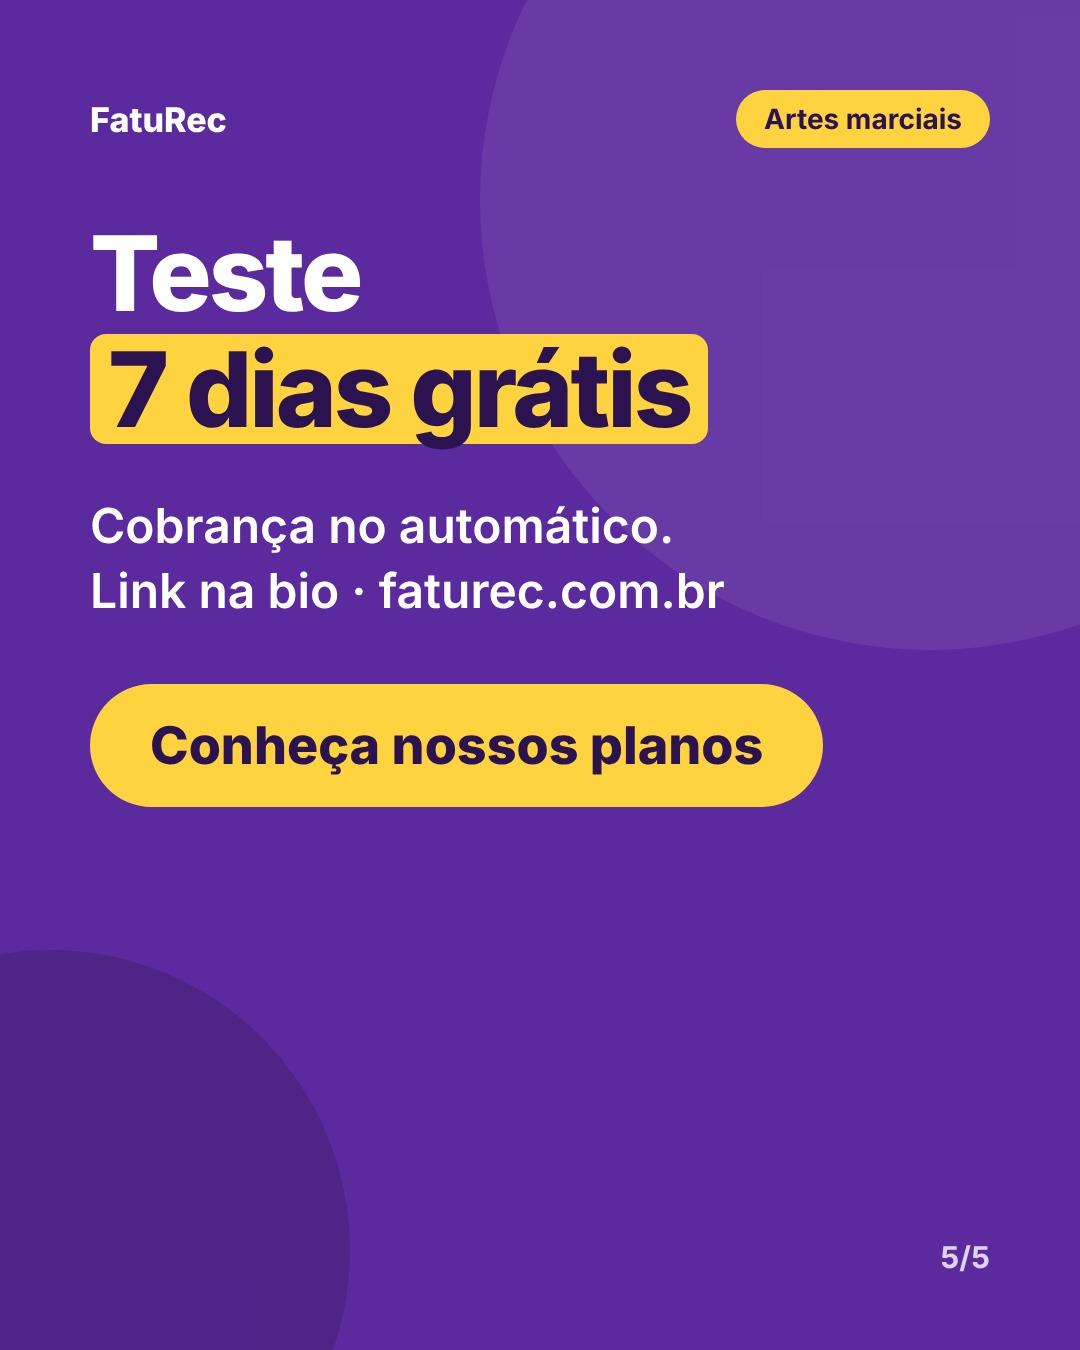 FatuRec
Artes marciais
Teste
7 dias grátis
Cobrança no automático.
Link na bio · faturec.com.br
Conheça nossos planos
5/5